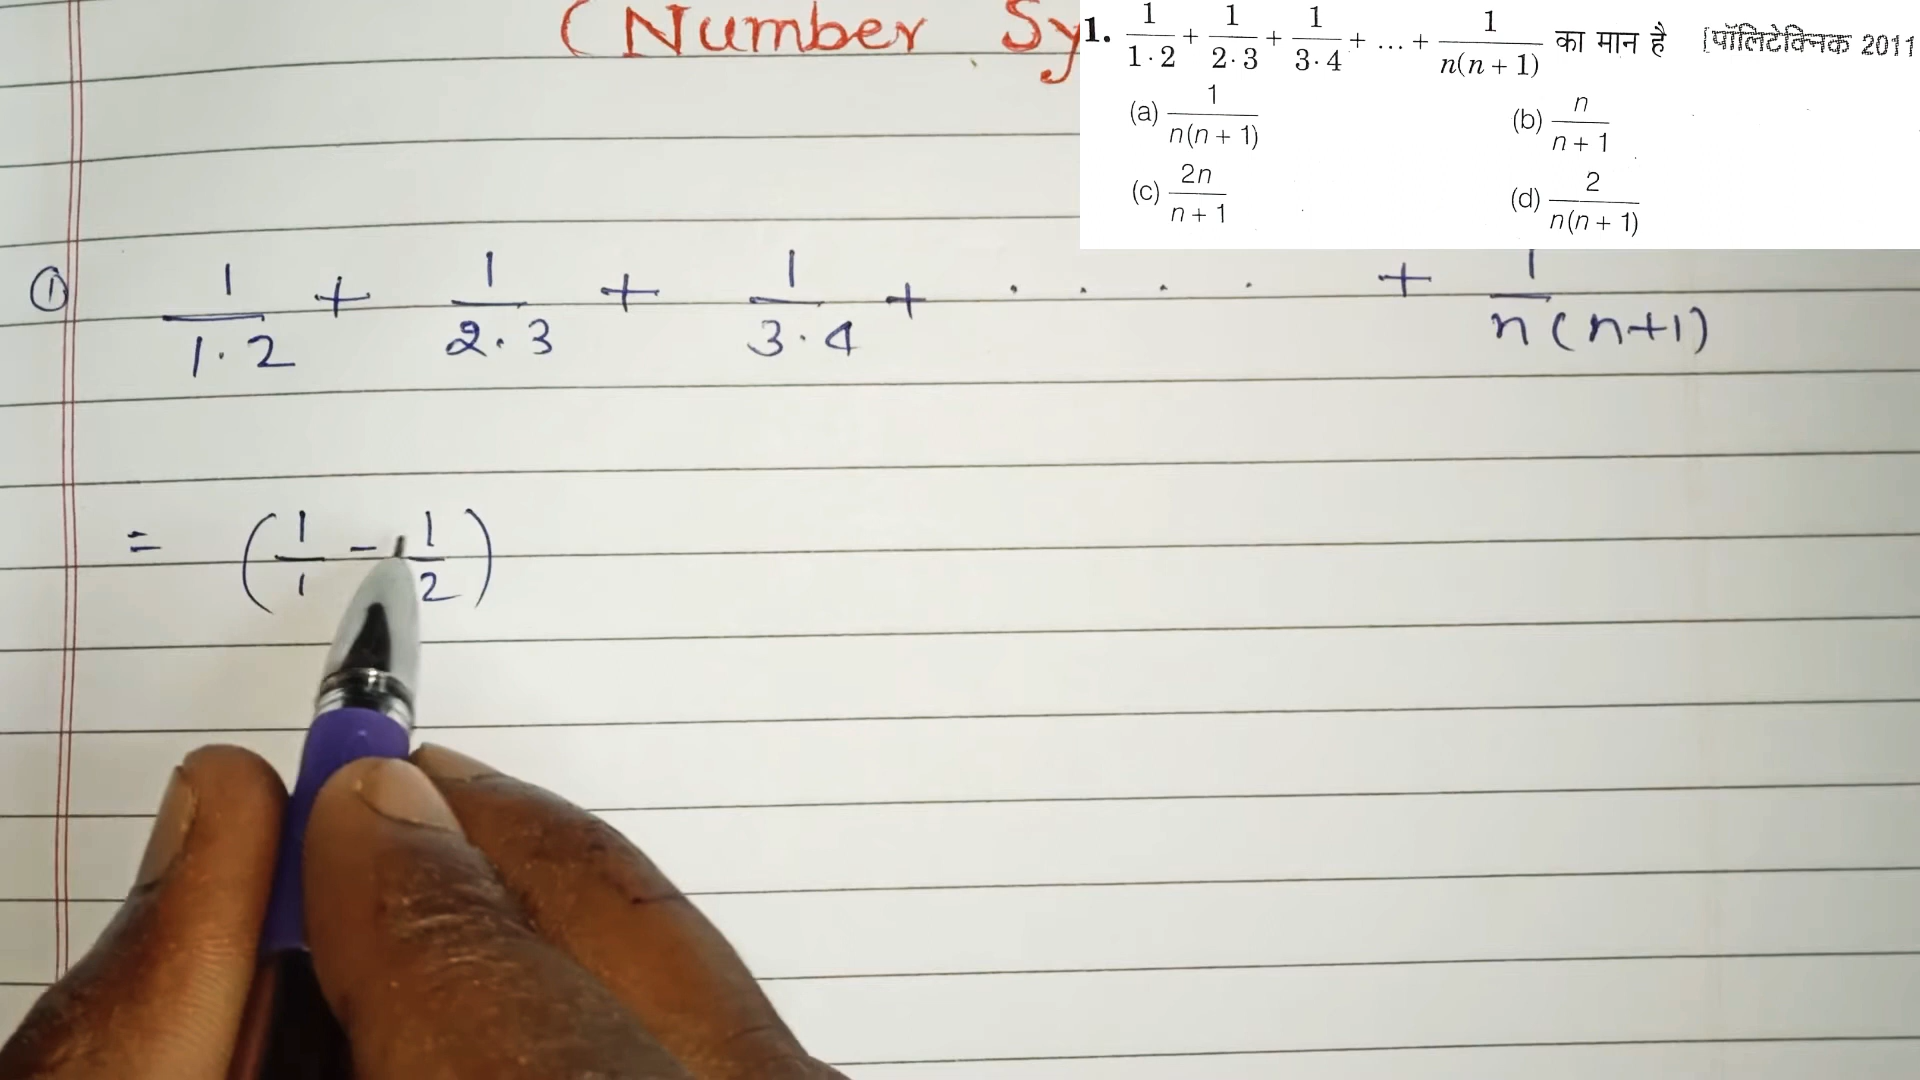 (Number Sy
1. 1/1·2 + 1/2·3 + 1/3·4 + ... + 1/n(n + 1) का मान है [पॉलिटेक्निक 2011
(a) 1/n(n + 1) (b) n/n + 1
(c) 2n/n + 1 (d) 2/n(n + 1)
① 1/1·2 + 1/2·3 + 1/3·4 + . . . . + 1/n(n+1)
= (1/1 - 1/2)